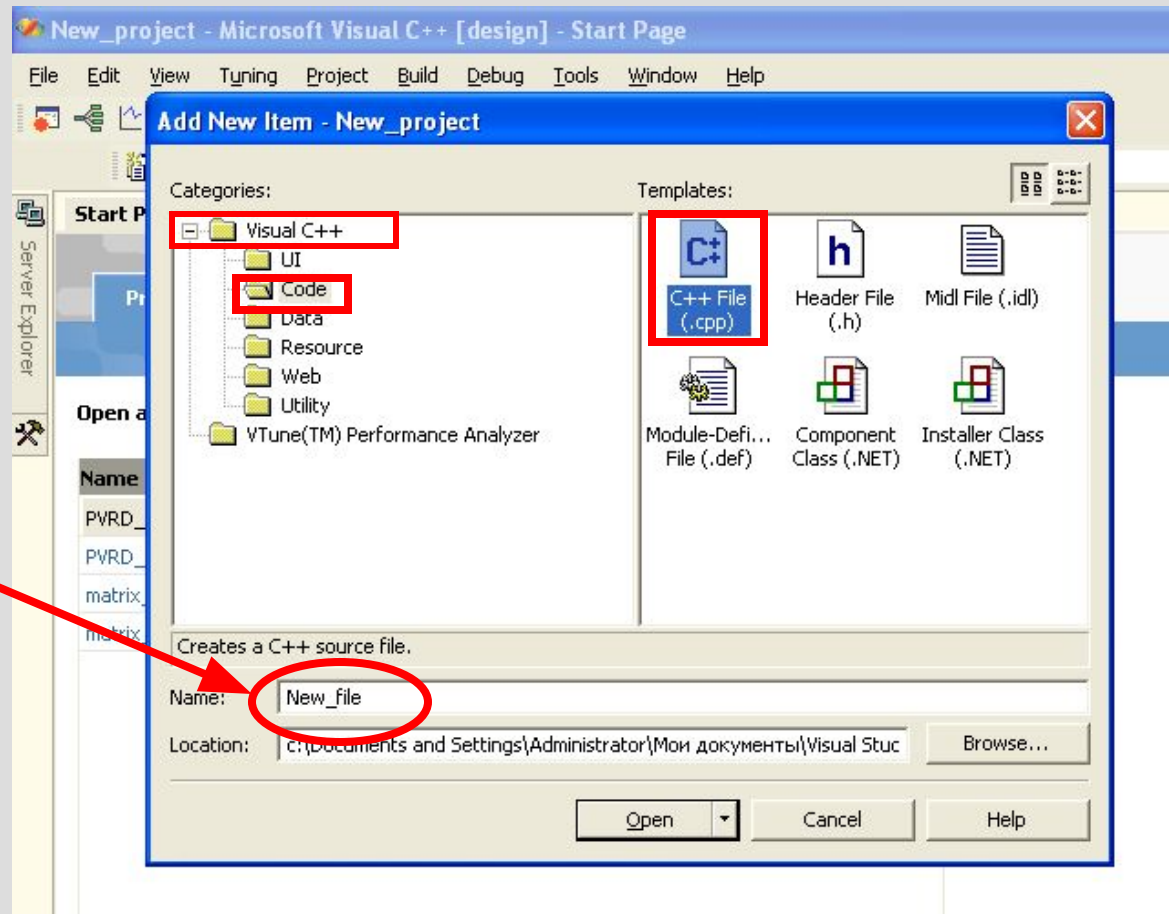 New_project - Microsoft Visual C++ [design] - Start Page
File Edit View Tuning Project Build Debug Tools Window Help
Add New Item - New_project
Categories:
Templates:
Start P
Server Explorer
Visual C++
UI
Code
Data
Resource
Web
Utility
VTune(TM) Performance Analyzer
C++ File
(.cpp)
Header File
(.h)
Midl File (.idl)
Module-Defi...
File (.def)
Component
Class (.NET)
Installer Class
(.NET)
Pr
Open a
Name
PVRD_
PVRD_
matrix_
matrix
Creates a C++ source file.
Name: New_file
Location: c:\Documents and Settings\Administrator\Мои документы\Visual Stuc
Browse...
Open Cancel Help